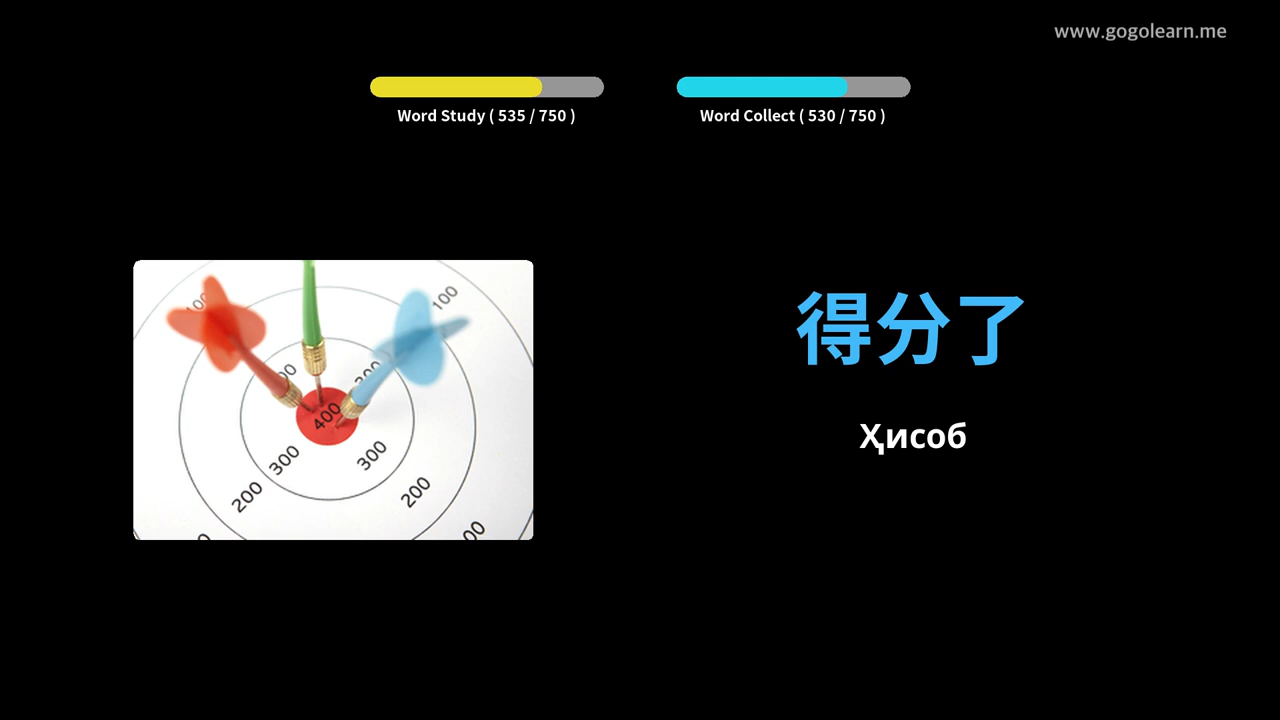 www.gogolearn.me
Word Study ( 535 / 750 )
Word Collect ( 530 / 750 )
得分了
Ҳисоб
100
100
200
400
300
300
200
200